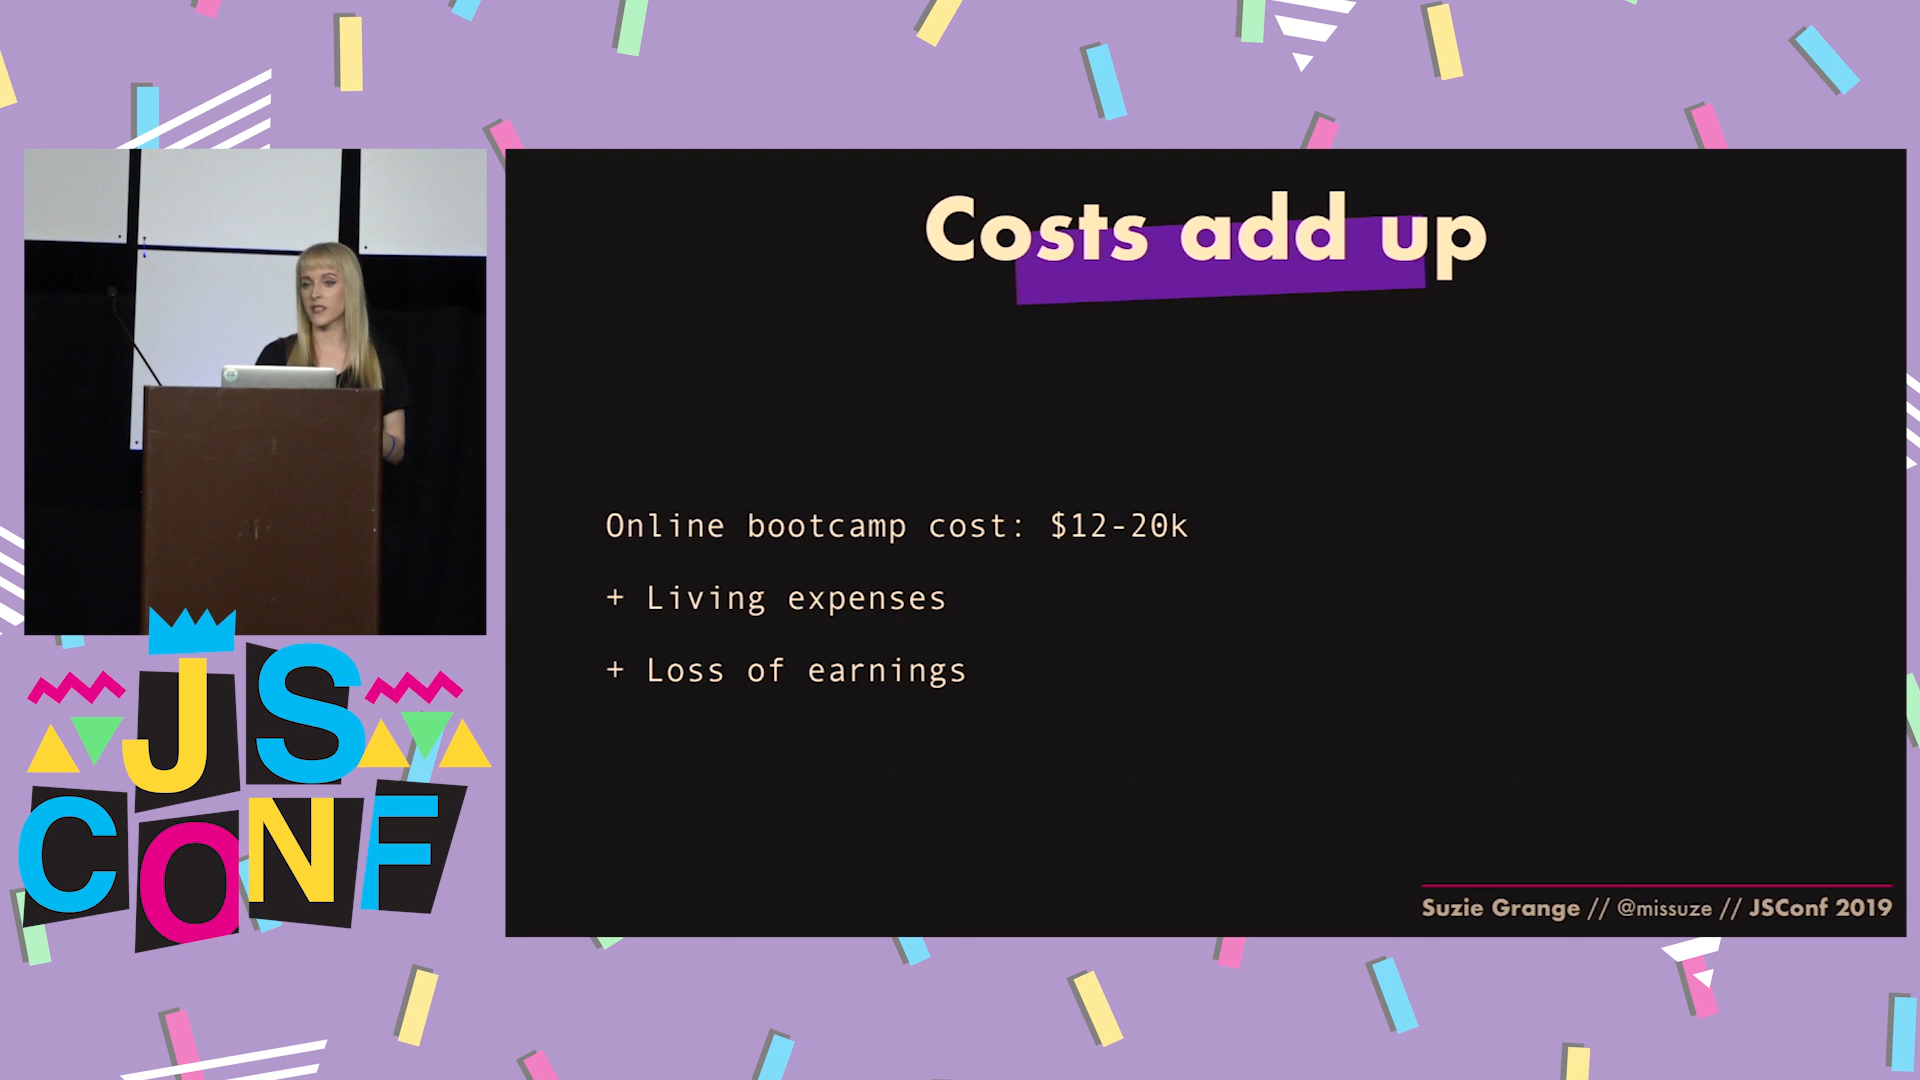 Costs add up
Online bootcamp cost: $12-20k
+ Living expenses
+ Loss of earnings
Suzie Grange // @missuze // JSConf 2019
JS
CONF